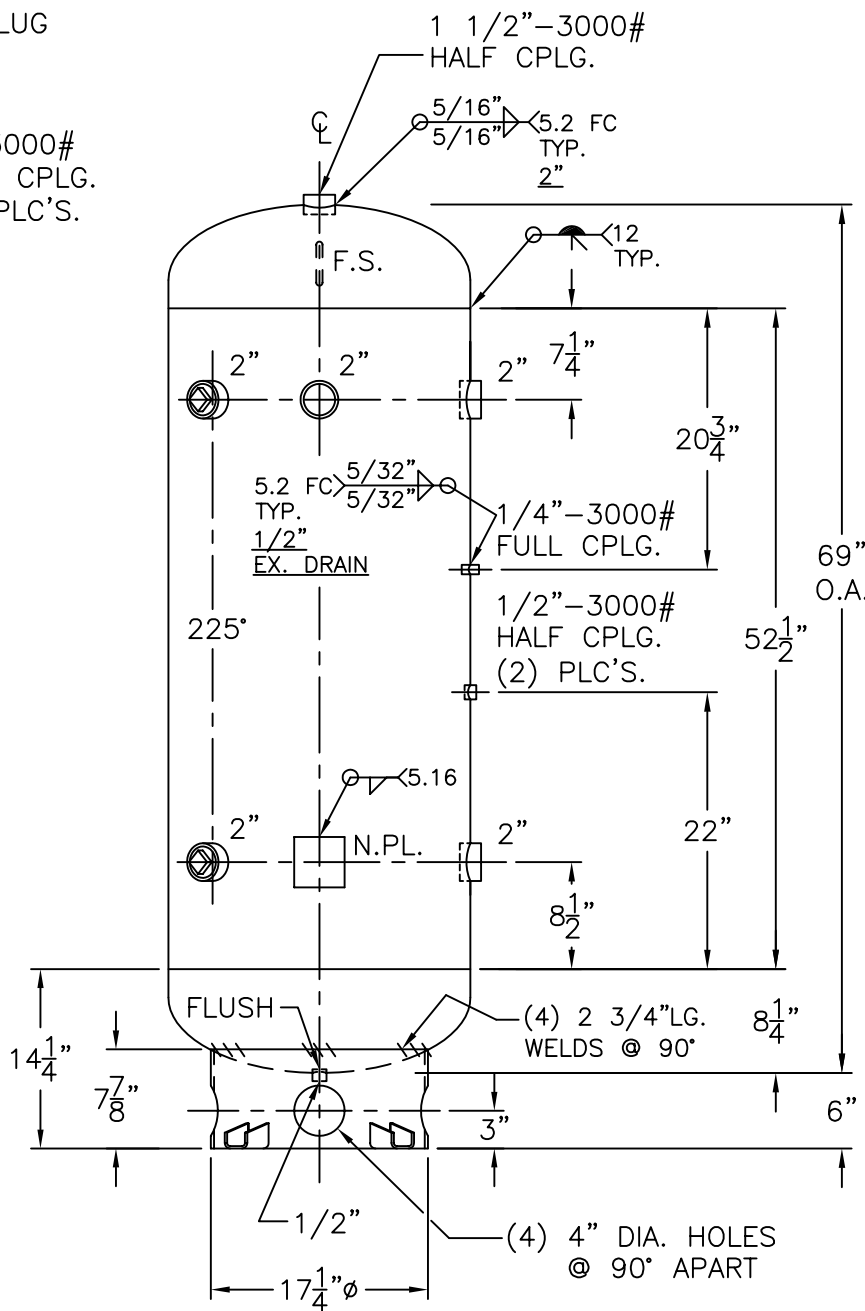 LUG
1 1/2"-3000#
HALF CPLG.
5/16"
5/16"
5.2 FC
TYP.
2"
000#
CPLG.
PLC'S.
℄
F.S.
12
TYP.
7 1/4"
2"
2"
2"
20 3/4"
5.2 FC
TYP.
5/32"
5/32"
1/2"
EX. DRAIN
1/4"-3000#
FULL CPLG.
69"
O.A.
1/2"-3000#
HALF CPLG.
(2) PLC'S.
225°
52 1/2"
5.16
2"
N.PL.
2"
22"
8 1/2"
FLUSH
(4) 2 3/4"LG.
WELDS @ 90°
8 1/4"
14 1/4"
7 7/8"
3"
6"
1/2"
(4) 4" DIA. HOLES
@ 90° APART
17 1/4"ø